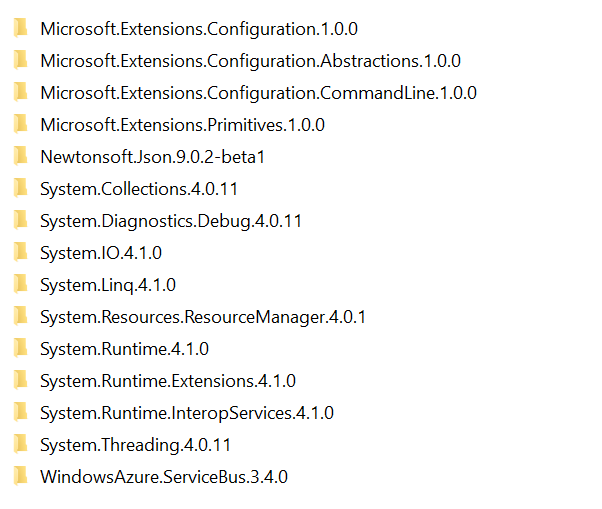 Microsoft.Extensions.Configuration.1.0.0
Microsoft.Extensions.Configuration.Abstractions.1.0.0
Microsoft.Extensions.Configuration.CommandLine.1.0.0
Microsoft.Extensions.Primitives.1.0.0
Newtonsoft.Json.9.0.2-beta1
System.Collections.4.0.11
System.Diagnostics.Debug.4.0.11
System.IO.4.1.0
System.Linq.4.1.0
System.Resources.ResourceManager.4.0.1
System.Runtime.4.1.0
System.Runtime.Extensions.4.1.0
System.Runtime.InteropServices.4.1.0
System.Threading.4.0.11
WindowsAzure.ServiceBus.3.4.0